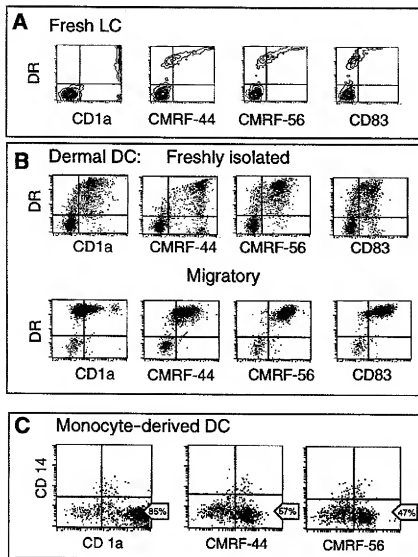 A Fresh LC
DR
CD1a CMRF-44 CMRF-56 CD83
B Dermal DC: Freshly isolated
DR
CD1a CMRF-44 CMRF-56 CD83
Migratory
DR
CD1a CMRF-44 CMRF-56 CD83
C Monocyte-derived DC
CD 14
85% 57% 47%
CD 1a CMRF-44 CMRF-56